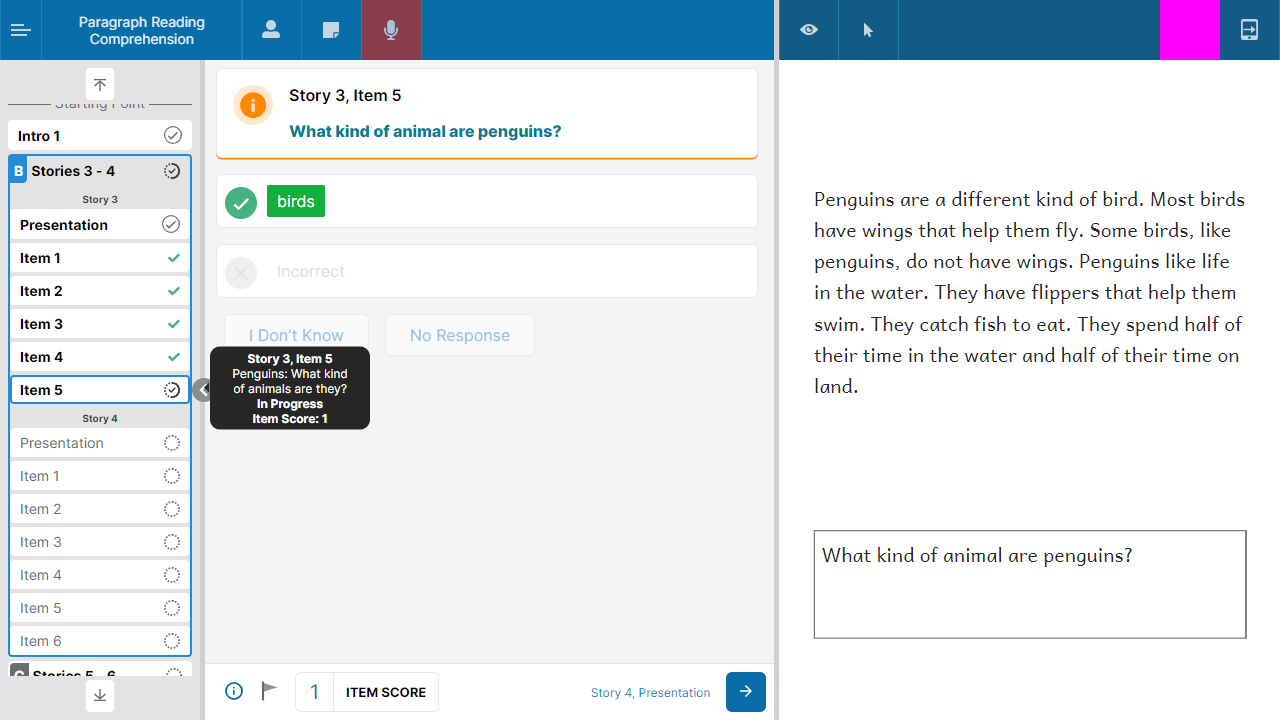 Paragraph Reading
Comprehension
Starting Point
Intro 1
B Stories 3 - 4
Story 3
Presentation
Item 1
Item 2
Item 3
Item 4
Item 5
Story 4
Presentation
Item 1
Item 2
Item 3
Item 4
Item 5
Item 6
C Stories 5 - 6
Story 3, Item 5
What kind of animal are penguins?
birds
Incorrect
I Don't Know
No Response
Story 3, Item 5
Penguins: What kind
of animals are they?
In Progress
Item Score: 1
1 ITEM SCORE
Story 4, Presentation
Penguins are a different kind of bird. Most birds
have wings that help them fly. Some birds, like
penguins, do not have wings. Penguins like life
in the water. They have flippers that help them
swim. They catch fish to eat. They spend half of
their time in the water and half of their time on
land.
What kind of animal are penguins?